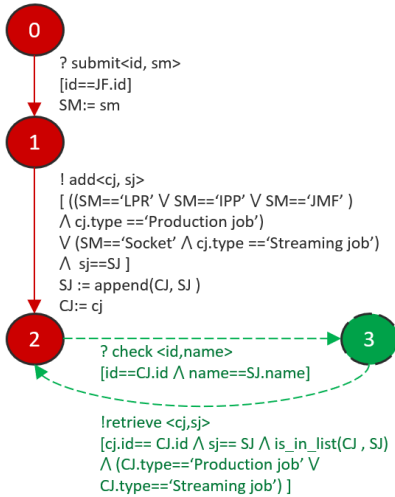 0
? submit<id, sm>
[id==JF.id]
SM:= sm
1
! add<cj, sj>
[ ((SM==‘LPR’ ⋁ SM==‘IPP’ ⋁ SM==‘JMF’ )
⋀ cj.type ==‘Production job’)
⋁ (SM==‘Socket’ ⋀ cj.type ==‘Streaming job’)
⋀ sj==SJ ]
SJ := append(CJ, SJ )
CJ:= cj
2
3
? check <id,name>
[id==CJ.id ⋀ name==SJ.name]
!retrieve <cj,sj>
[cj.id== CJ.id ⋀ sj== SJ ⋀ is_in_list(CJ , SJ)
⋀ (CJ.type==‘Production job’ ⋁
CJ.type==‘Streaming job’) ]